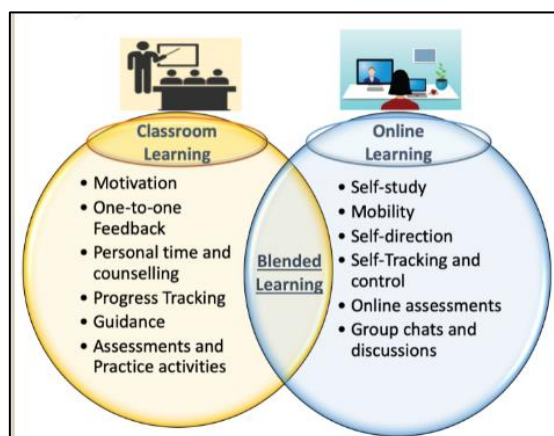 Classroom
Learning
• Motivation
• One-to-one
Feedback
• Personal time and
counselling
• Progress Tracking
• Guidance
• Assessments and
Practice activities
Blended
Learning
Online
Learning
• Self-study
• Mobility
• Self-direction
• Self-Tracking and
control
• Online assessments
• Group chats and
discussions